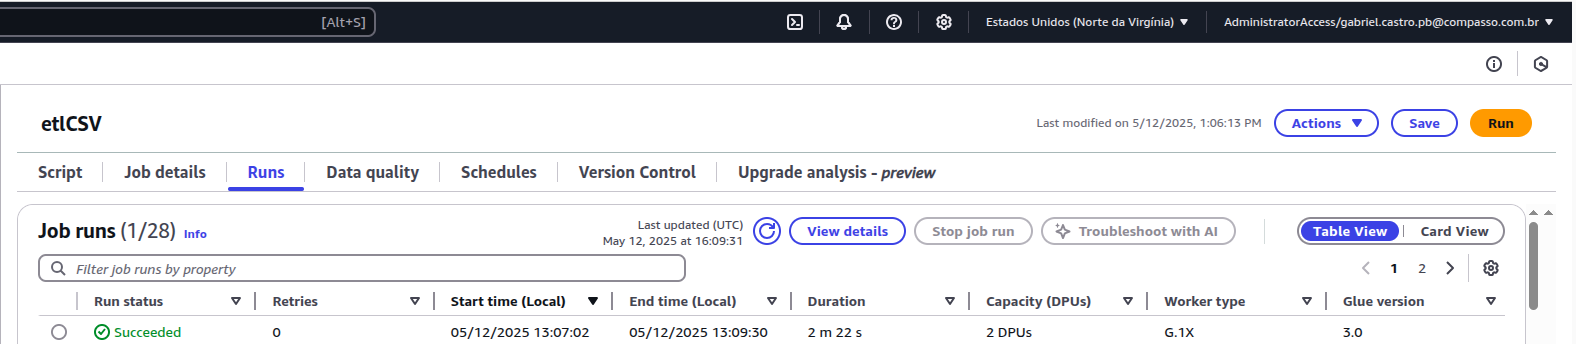 [Alt+S] Estados Unidos (Norte da Virgínia) AdministratorAccess/gabriel.castro.pb@compasso.com.br
etlCSV
Last modified on 5/12/2025, 1:06:13 PM Actions Save Run
Script Job details Runs Data quality Schedules Version Control Upgrade analysis - preview
Job runs (1/28) Info
Last updated (UTC)
May 12, 2025 at 16:09:31
View details Stop job run Troubleshoot with AI Table View Card View
Filter job runs by property
1 2
Run status Retries Start time (Local) End time (Local) Duration Capacity (DPUs) Worker type Glue version
Succeeded 0 05/12/2025 13:07:02 05/12/2025 13:09:30 2 m 22 s 2 DPUs G.1X 3.0